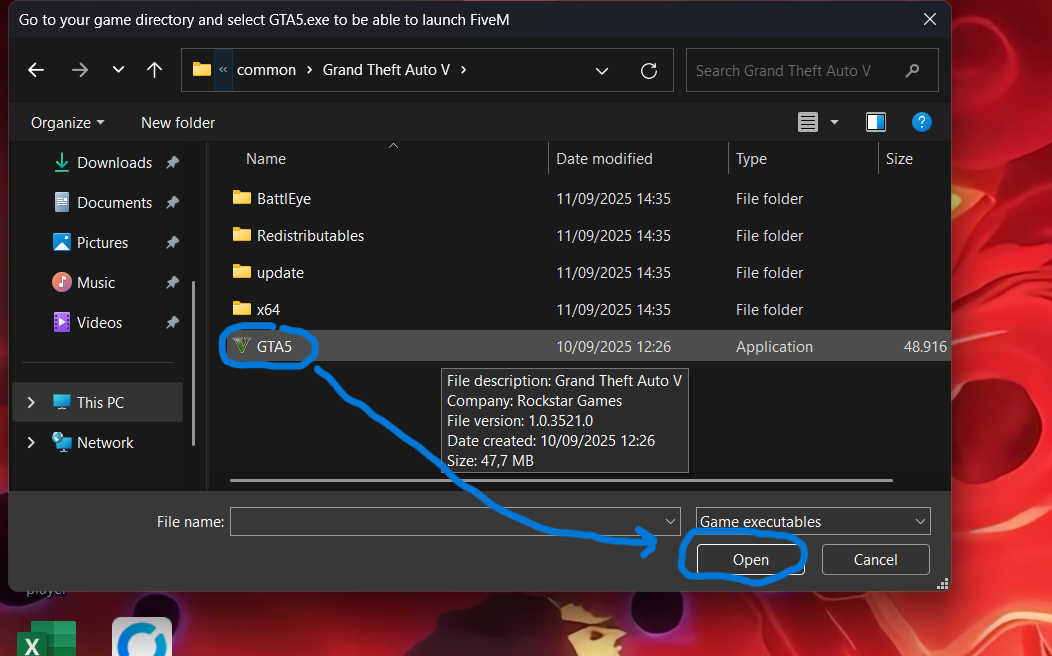 Go to your game directory and select GTA5.exe to be able to launch FiveM
« common › Grand Theft Auto V ›
Search Grand Theft Auto V
Organize
New folder
?
Downloads
Documents
Pictures
Music
Videos
This PC
Network
Name Date modified Type Size
BattlEye 11/09/2025 14:35 File folder
Redistributables 11/09/2025 14:35 File folder
update 11/09/2025 14:35 File folder
x64 11/09/2025 14:35 File folder
GTA5 10/09/2025 12:26 Application 48.916
File description: Grand Theft Auto V
Company: Rockstar Games
File version: 1.0.3521.0
Date created: 10/09/2025 12:26
Size: 47,7 MB
File name:
Game executables
Open
Cancel
player
X